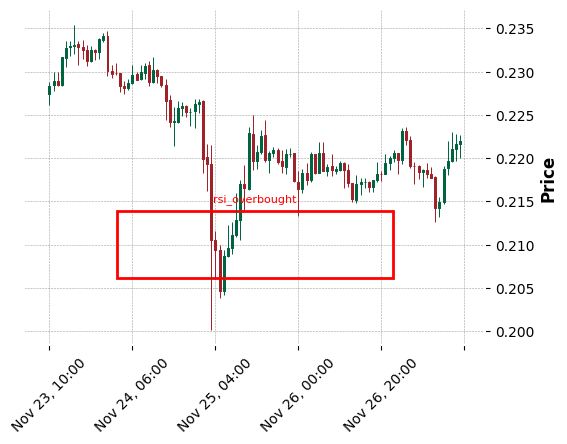 0.235
0.230
0.225
0.220
rsi_overbought
0.215
0.210
0.205
0.200
Price
Nov 23, 10:00
Nov 24, 06:00
Nov 25, 04:00
Nov 26, 00:00
Nov 26, 20:00